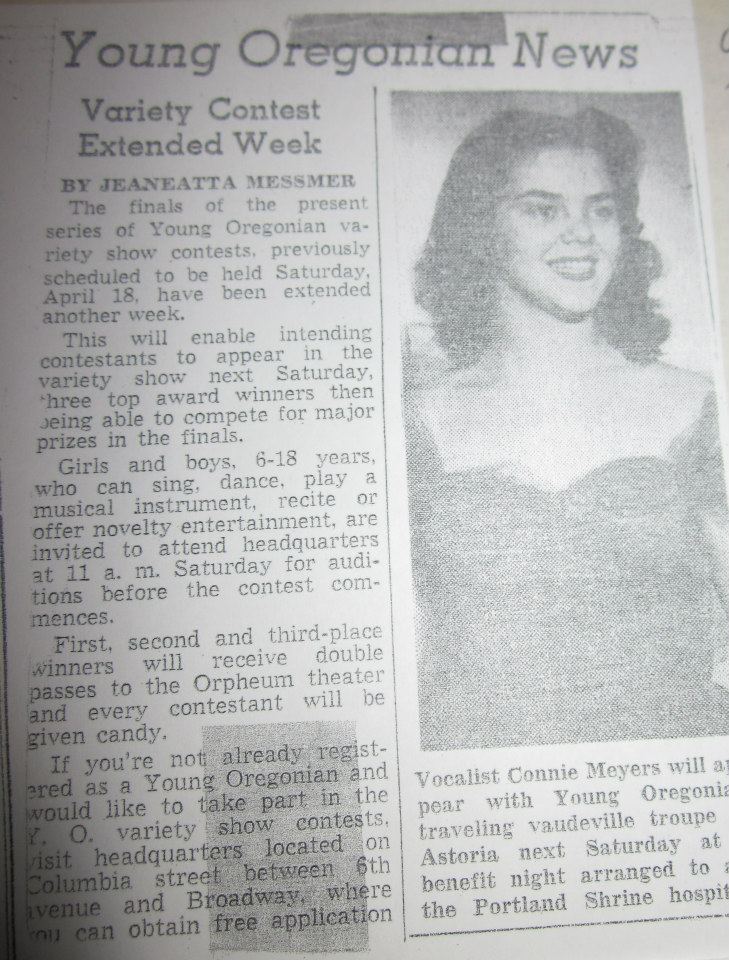 Young Oregonian News
Variety Contest
Extended Week
BY JEANEATTA MESSMER
The finals of the present
series of Young Oregonian va-
riety show contests, previously
scheduled to be held Saturday,
April 18, have been extended
another week.
This will enable intending
contestants to appear in the
variety show next Saturday,
three top award winners then
being able to compete for major
prizes in the finals.
Girls and boys, 6-18 years,
who can sing, dance, play a
musical instrument, recite or
offer novelty entertainment, are
invited to attend headquarters
at 11 a. m. Saturday for audi-
tions before the contest com-
mences.
First, second and third-place
winners will receive double
passes to the Orpheum theater
and every contestant will be
given candy.
If you're not already regist-
ered as a Young Oregonian and
would like to take part in the
Y. O. variety show contests,
visit headquarters located on
Columbia street between 6th
avenue and Broadway, where
you can obtain free application
Vocalist Connie Meyers will ap
pear with Young Oregonia
traveling vaudeville troupe
Astoria next Saturday at
benefit night arranged to a
the Portland Shrine hospit